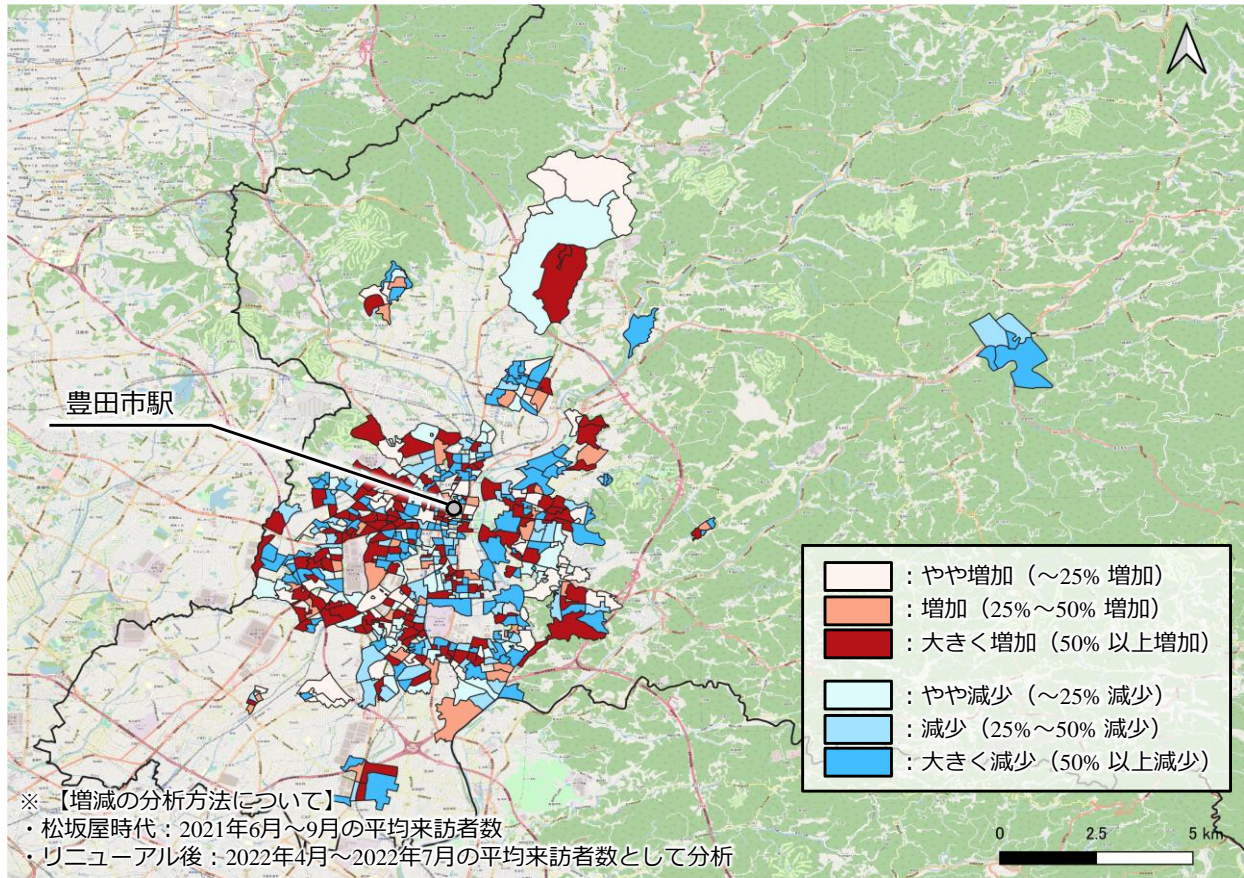 豊田市駅
:やや増加(~25% 増加)
:増加(25%~50% 増加)
:大きく増加(50% 以上増加)
:やや減少(~25% 減少)
:減少(25%~50% 減少)
:大きく減少(50% 以上減少)
※ 【増減の分析方法について】
・松坂屋時代:2021年6月~9月の平均来訪者数
・リニューアル後:2022年4月~2022年7月の平均来訪者数として分析
0 2.5 5 km